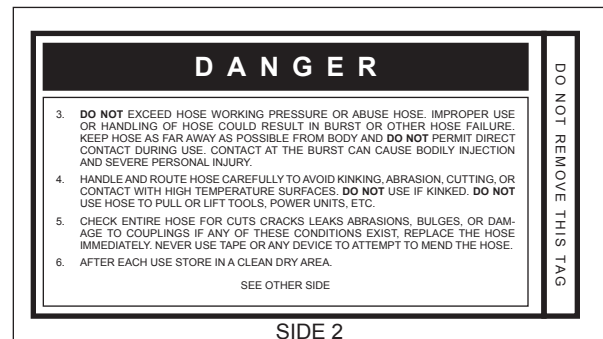 DANGER
3. DO NOT EXCEED HOSE WORKING PRESSURE OR ABUSE HOSE. IMPROPER USE
OR HANDLING OF HOSE COULD RESULT IN BURST OR OTHER HOSE FAILURE.
KEEP HOSE AS FAR AWAY AS POSSIBLE FROM BODY AND DO NOT PERMIT DIRECT
CONTACT DURING USE. CONTACT AT THE BURST CAN CAUSE BODILY INJECTION
AND SEVERE PERSONAL INJURY.
4. HANDLE AND ROUTE HOSE CAREFULLY TO AVOID KINKING, ABRASION, CUTTING, OR
CONTACT WITH HIGH TEMPERATURE SURFACES. DO NOT USE IF KINKED. DO NOT
USE HOSE TO PULL OR LIFT TOOLS, POWER UNITS, ETC.
5. CHECK ENTIRE HOSE FOR CUTS CRACKS LEAKS ABRASIONS, BULGES, OR DAM-
AGE TO COUPLINGS IF ANY OF THESE CONDITIONS EXIST, REPLACE THE HOSE
IMMEDIATELY. NEVER USE TAPE OR ANY DEVICE TO ATTEMPT TO MEND THE HOSE.
6. AFTER EACH USE STORE IN A CLEAN DRY AREA.
SEE OTHER SIDE
DO NOT REMOVE THIS TAG
SIDE 2